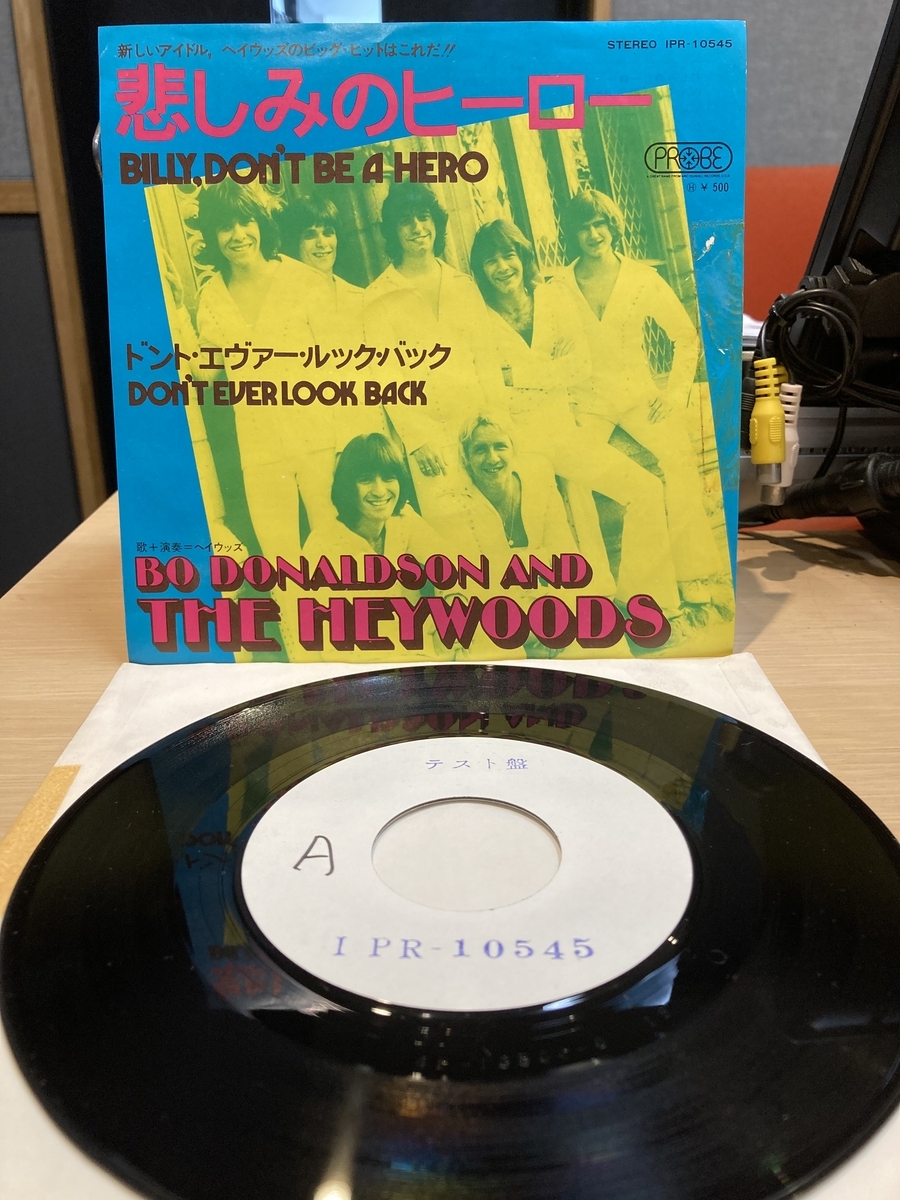 新しいアイドル, ヘイウッズのビッグ・ヒットはこれだ!!
STEREO IPR-10545
悲しみのヒーロー
BILLY, DON'T BE A HERO
PROBE
Ⓗ ¥ 500
ドント・エヴァー・ルック・バック
DON'T EVER LOOK BACK
歌+演奏=ヘイウッズ
BO DONALDSON AND
THE HEYWOODS
テスト盤
A
IPR-10545